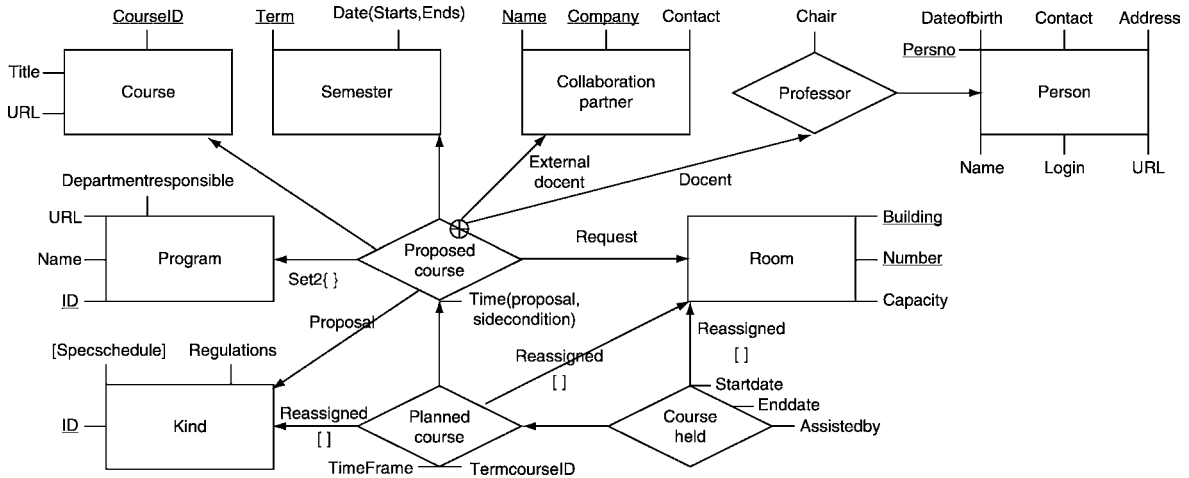 CourseID
Term
Date(Starts,Ends)
Name
Company
Contact
Chair
Dateofbirth
Contact
Address
Persno
Title
URL
Course
Semester
Collaboration
partner
Professor
Person
Name
Login
URL
External
docent
Docent
Departmentresponsible
URL
Name
ID
Program
Set2{ }
Proposed
course
Request
Room
Building
Number
Capacity
Proposal
Time(proposal,
sidecondition)
Reassigned
[ ]
Reassigned
[ ]
[Specschedule]
Regulations
ID
Kind
Reassigned
[ ]
Planned
course
TimeFrame
TermcourseID
Course
held
Startdate
Enddate
Assistedby